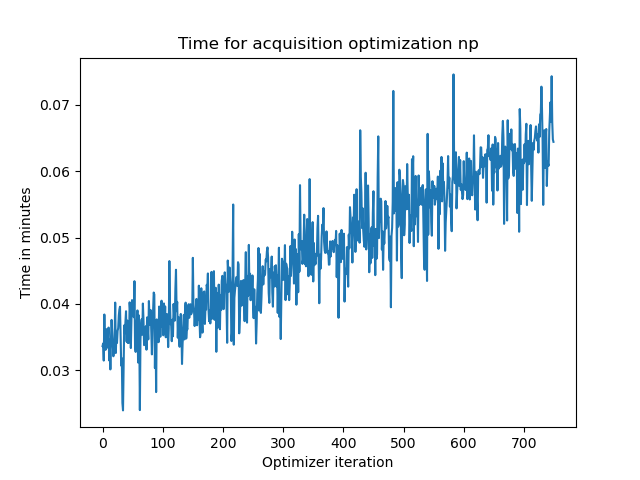 Time for acquisition optimization np
Time in minutes
0.07
0.06
0.05
0.04
0.03
0 100 200 300 400 500 600 700
Optimizer iteration